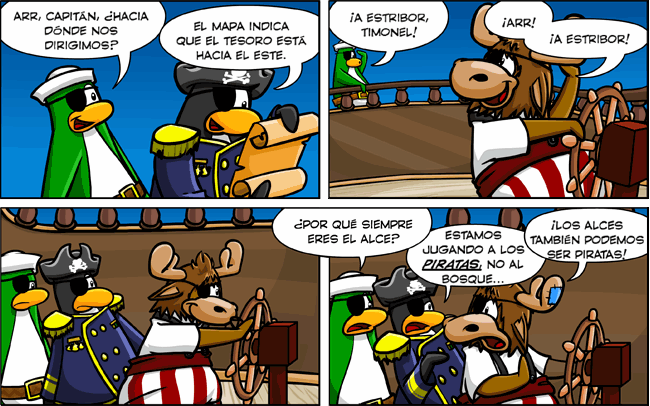 ARR, CAPITÁN, ¿HACIA
DÓNDE NOS
DIRIGIMOS?
EL MAPA INDICA
QUE EL TESORO ESTÁ
HACIA EL ESTE.
¡A ESTRIBOR,
TIMONEL!
¡ARR!
¡A ESTRIBOR!
¿POR QUÉ SIEMPRE
ERES EL ALCE?
ESTAMOS
JUGANDO A LOS
PIRATAS, NO AL
BOSQUE...
¡LOS ALCES
TAMBIÉN PODEMOS
SER PIRATAS!